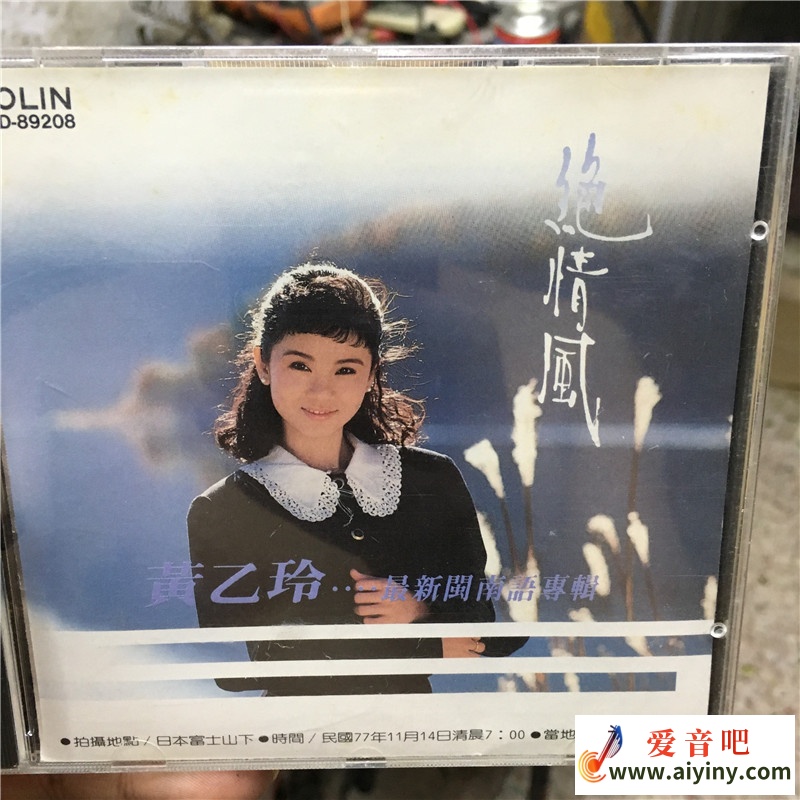 OLIN
D-89208
絕情風
黃乙玲‥‥最新閩南語專輯
●拍攝地點/日本富士山下●時間/民國77年11月14日清晨7:00●當地
爱音吧
www.aiyiny.com